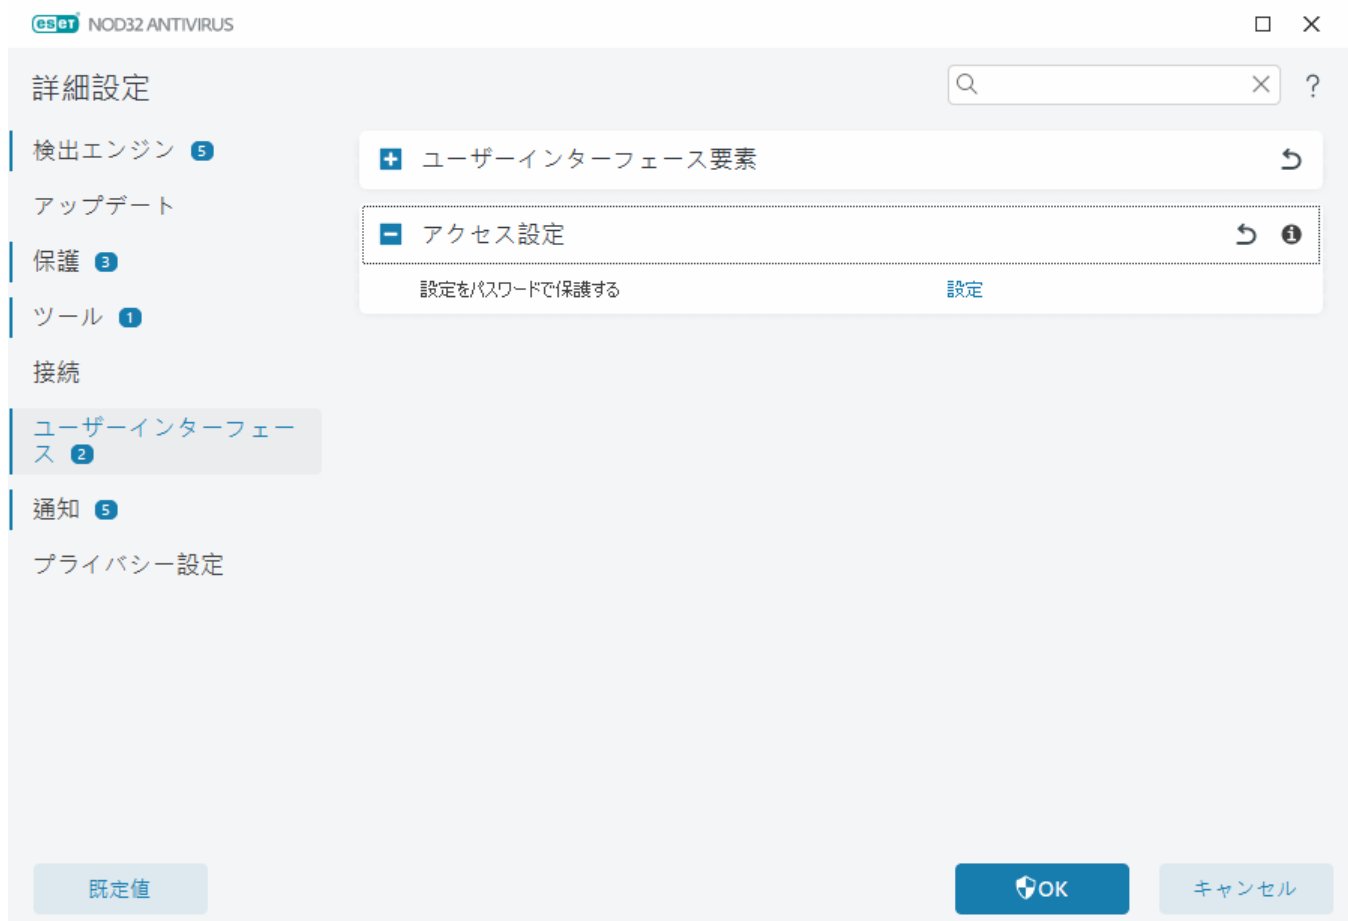 eset NOD32 ANTIVIRUS
詳細設定
?
検出エンジン 5
アップデート
保護 3
ツール 1
接続
ユーザーインターフェー
ス 2
通知 5
プライバシー設定
ユーザーインターフェース要素
アクセス設定
設定をパスワードで保護する 設定
既定値
OK
キャンセル